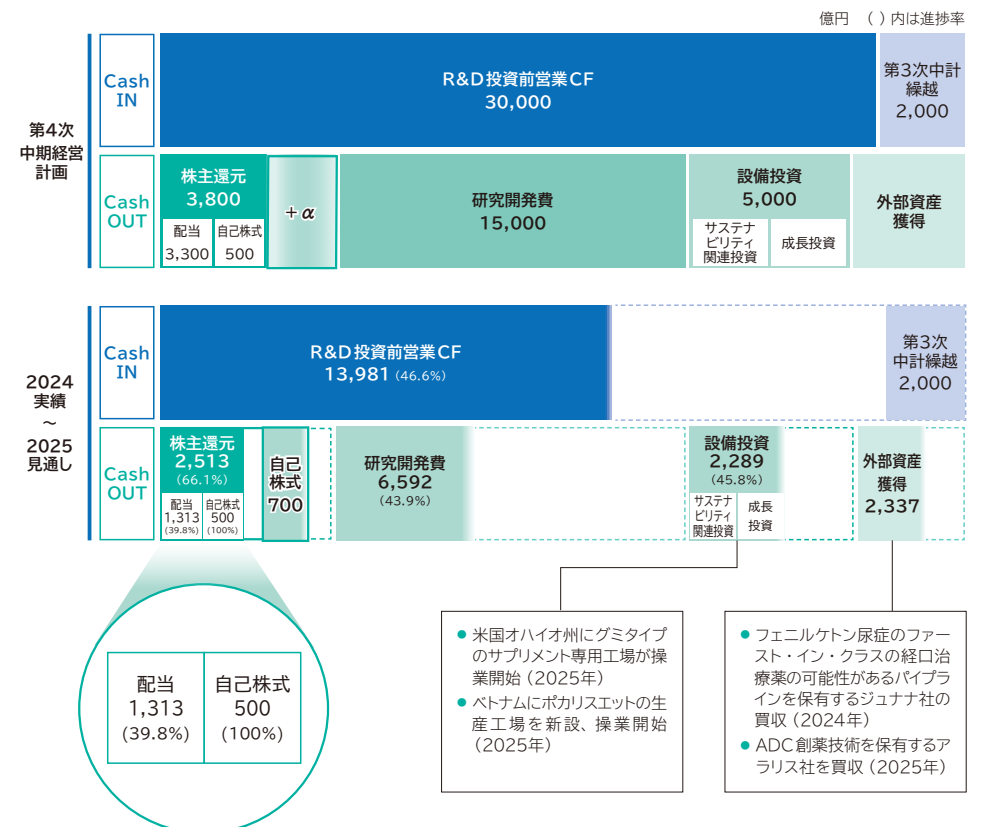 億円 ( )内は進捗率
第4次
中期経営
計画
Cash
IN
R&D投資前営業CF
30,000
第3次中計
繰越
2,000
Cash
OUT
株主還元
3,800
配当
3,300
自己株式
500
+α
研究開発費
15,000
設備投資
5,000
サステナ
ビリティ
関連投資
成長投資
外部資産
獲得
2024
実績
~
2025
見通し
Cash
IN
R&D投資前営業CF
13,981 (46.6%)
第3次
中計繰越
2,000
Cash
OUT
株主還元
2,513
(66.1%)
配当
1,313
(39.8%)
自己株式
500
(100%)
自己
株式
700
研究開発費
6,592
(43.9%)
設備投資
2,289
(45.8%)
サステナ
ビリティ
関連投資
成長
投資
外部資産
獲得
2,337
配当
1,313
(39.8%)
自己株式
500
(100%)
● 米国オハイオ州にグミタイプ
のサプリメント専用工場が操
業開始(2025年)
● ベトナムにポカリスエットの生
産工場を新設、操業開始
(2025年)
● フェニルケトン尿症のファー
スト・イン・クラスの経口治
療薬の可能性があるパイプ
ラインを保有するジュナナ社の
買収(2024年)
● ADC創薬技術を保有するア
ラリス社を買収(2025年)